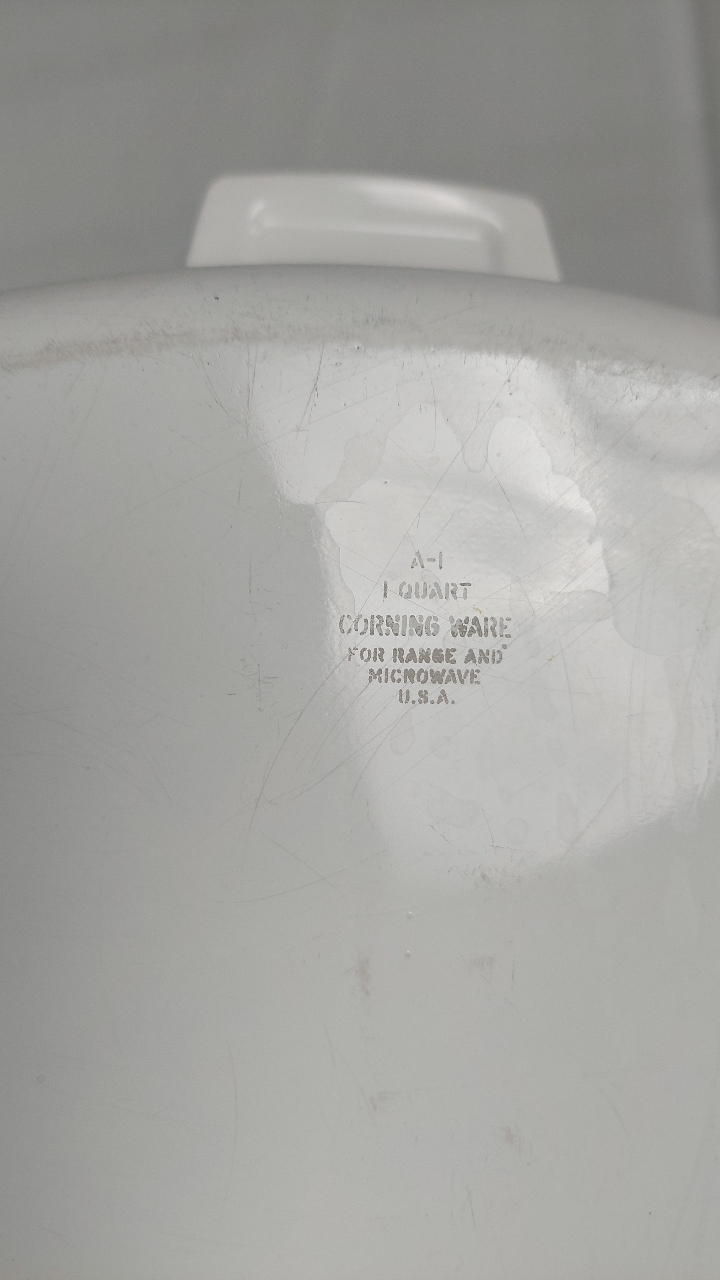 A-1
1 QUART
CORNING WARE
FOR RANGE AND
MICROWAVE
U.S.A.